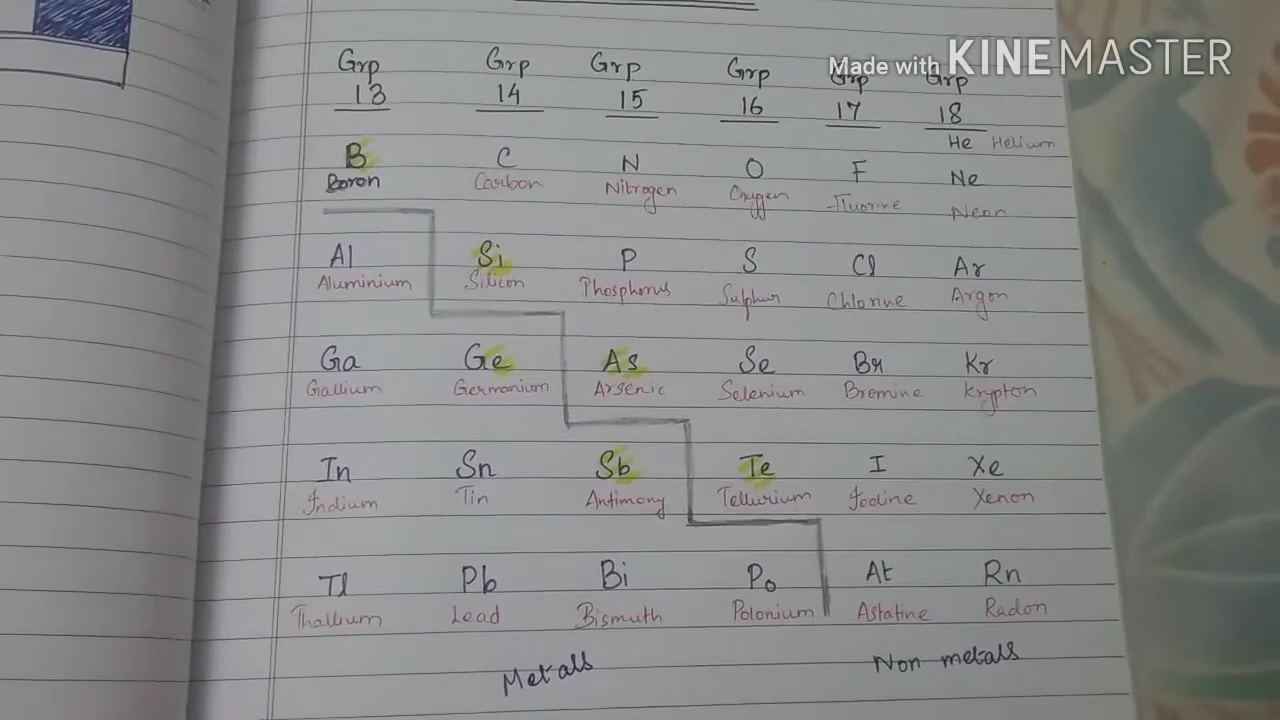 Made with KINEMASTER
Grp Grp Grp Grp Grp Grp
13 14 15 16 17 18
He Helium
B C N O F Ne
Boron Carbon Nitrogen Oxygen Fluorine Neon
Al Si P S Cl Ar
Aluminium Silicon Phosphorus Sulphur Chlorine Argon
Ga Ge As Se Br Kr
Gallium Germanium Arsenic Selenium Bromine Krypton
In Sn Sb Te I Xe
Indium Tin Antimony Tellurium Iodine Xenon
Tl Pb Bi Po At Rn
Thallium Lead Bismuth Polonium Astatine Radon
Metals Non metals